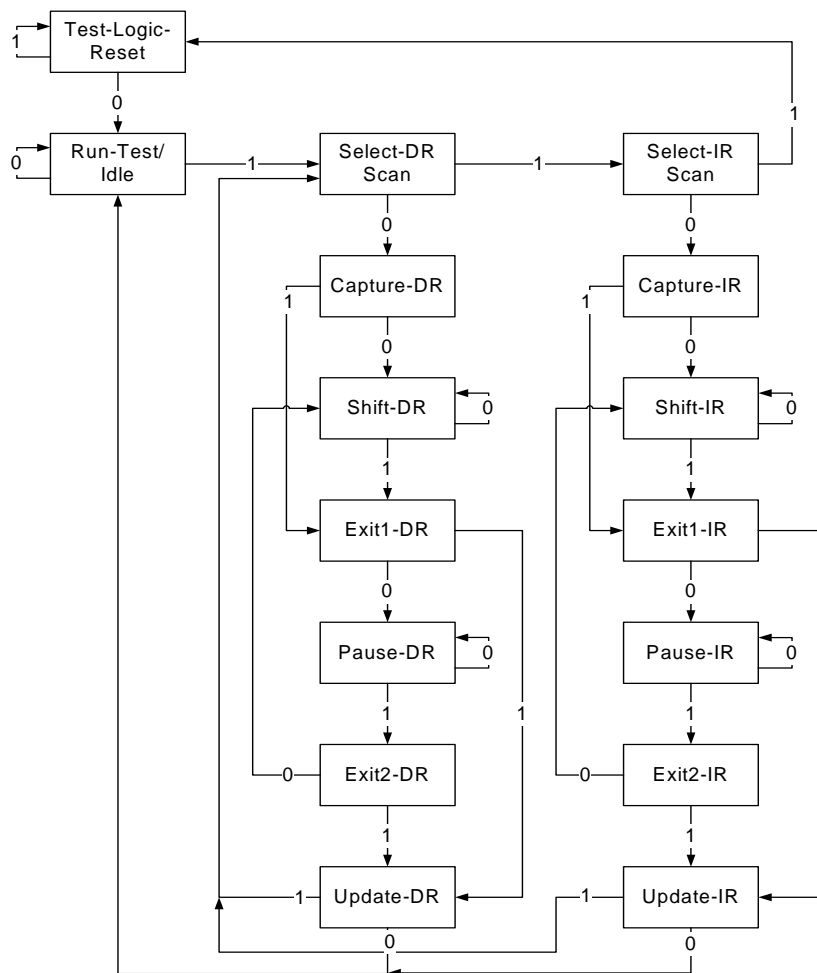 Test-Logic-
Reset
1
1
0
Run-Test/
Idle
0
1
Select-DR
Scan
1
Select-IR
Scan
0
0
Capture-DR
Capture-IR
1
1
0
0
Shift-DR
0
Shift-IR
0
1
1
Exit1-DR
Exit1-IR
0
0
Pause-DR
0
Pause-IR
0
1
1
1
0
Exit2-DR
0
Exit2-IR
1
1
1
Update-DR
1
Update-IR
0
0